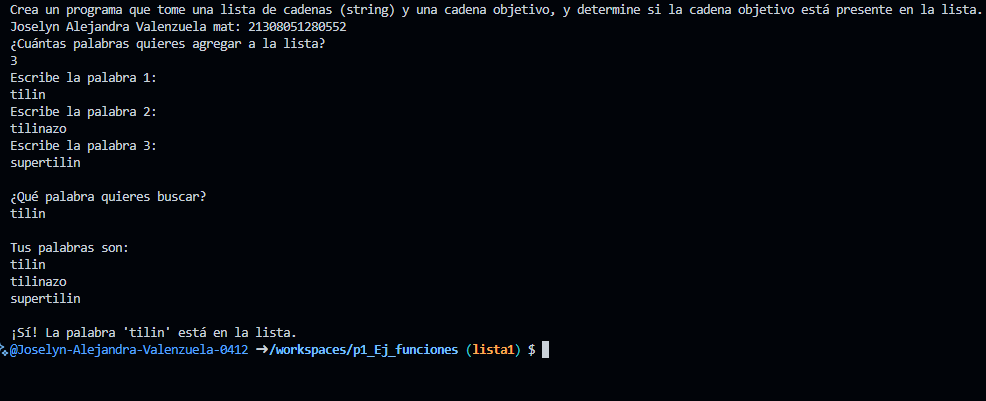 Crea un programa que tome una lista de cadenas (string) y una cadena objetivo, y determine si la cadena objetivo está presente en la lista.
Joselyn Alejandra Valenzuela mat: 21308051280552
¿Cuántas palabras quieres agregar a la lista?
3
Escribe la palabra 1:
tilin
Escribe la palabra 2:
tilinazo
Escribe la palabra 3:
supertilin
¿Qué palabra quieres buscar?
tilin
Tus palabras son:
tilin
tilinazo
supertilin
¡Sí! La palabra 'tilin' está en la lista.
@Joselyn-Alejandra-Valenzuela-0412 ➜/workspaces/p1_Ej_funciones (lista1) $